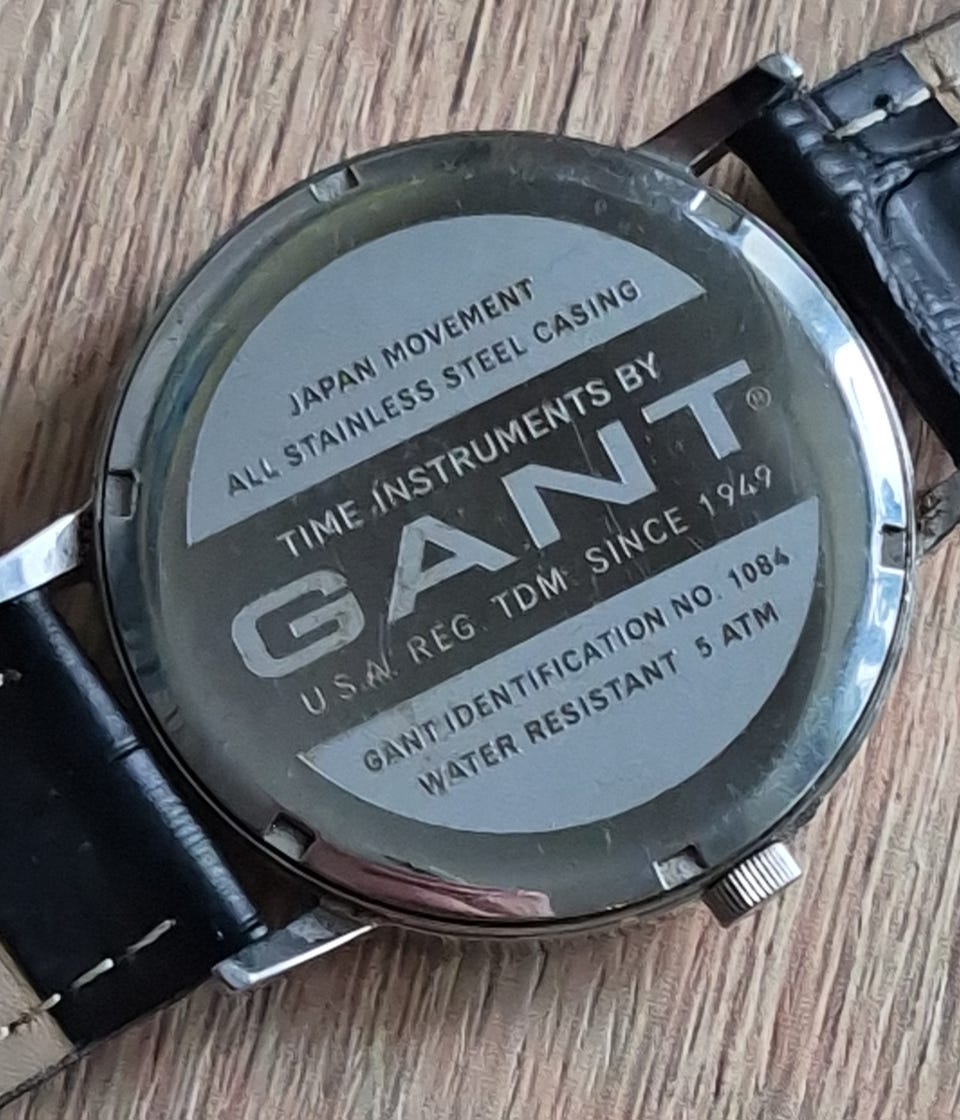 JAPAN MOVEMENT
ALL STAINLESS STEEL CASING
TIME INSTRUMENTS BY
GANT®
U.S.A. REG. TDM SINCE 1949
GANT IDENTIFICATION NO. 1084
WATER RESISTANT 5 ATM